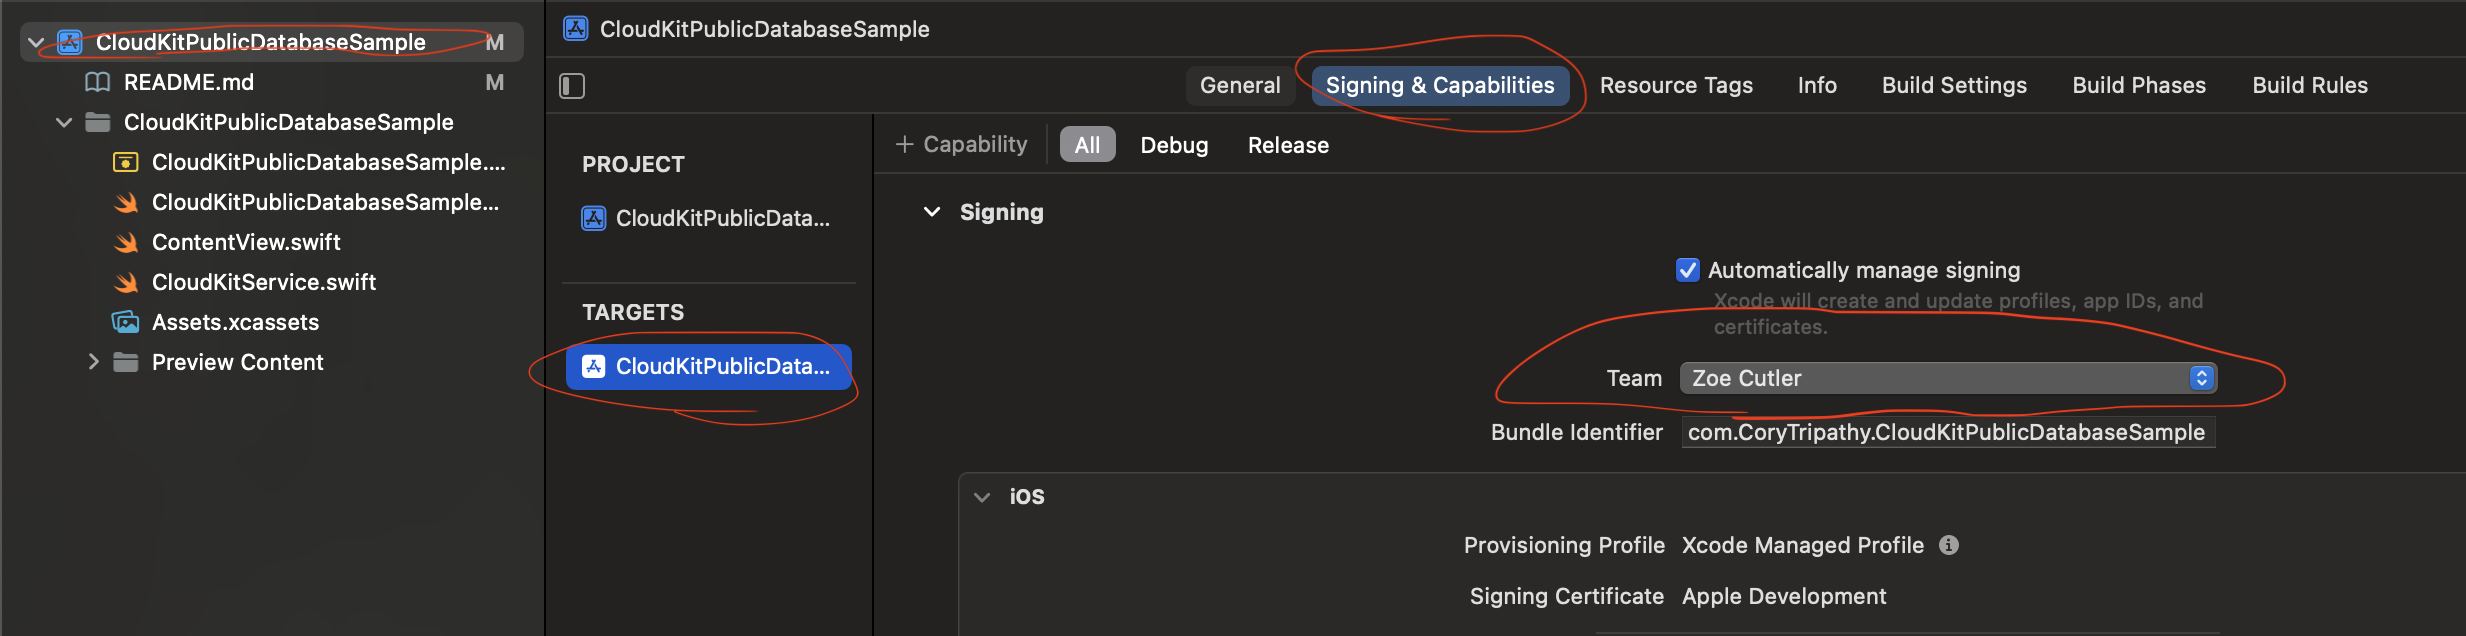 CloudKitPublicDatabaseSample M
README.md M
CloudKitPublicDatabaseSample
CloudKitPublicDatabaseSample....
CloudKitPublicDatabaseSample...
ContentView.swift
CloudKitService.swift
Assets.xcassets
Preview Content
CloudKitPublicDatabaseSample
General Signing & Capabilities Resource Tags Info Build Settings Build Phases Build Rules
PROJECT
CloudKitPublicData...
TARGETS
CloudKitPublicData...
+ Capability All Debug Release
Signing
Automatically manage signing
Xcode will create and update profiles, app IDs, and
certificates.
Team Zoe Cutler
Bundle Identifier com.CoryTripathy.CloudKitPublicDatabaseSample
iOS
Provisioning Profile Xcode Managed Profile
Signing Certificate Apple Development